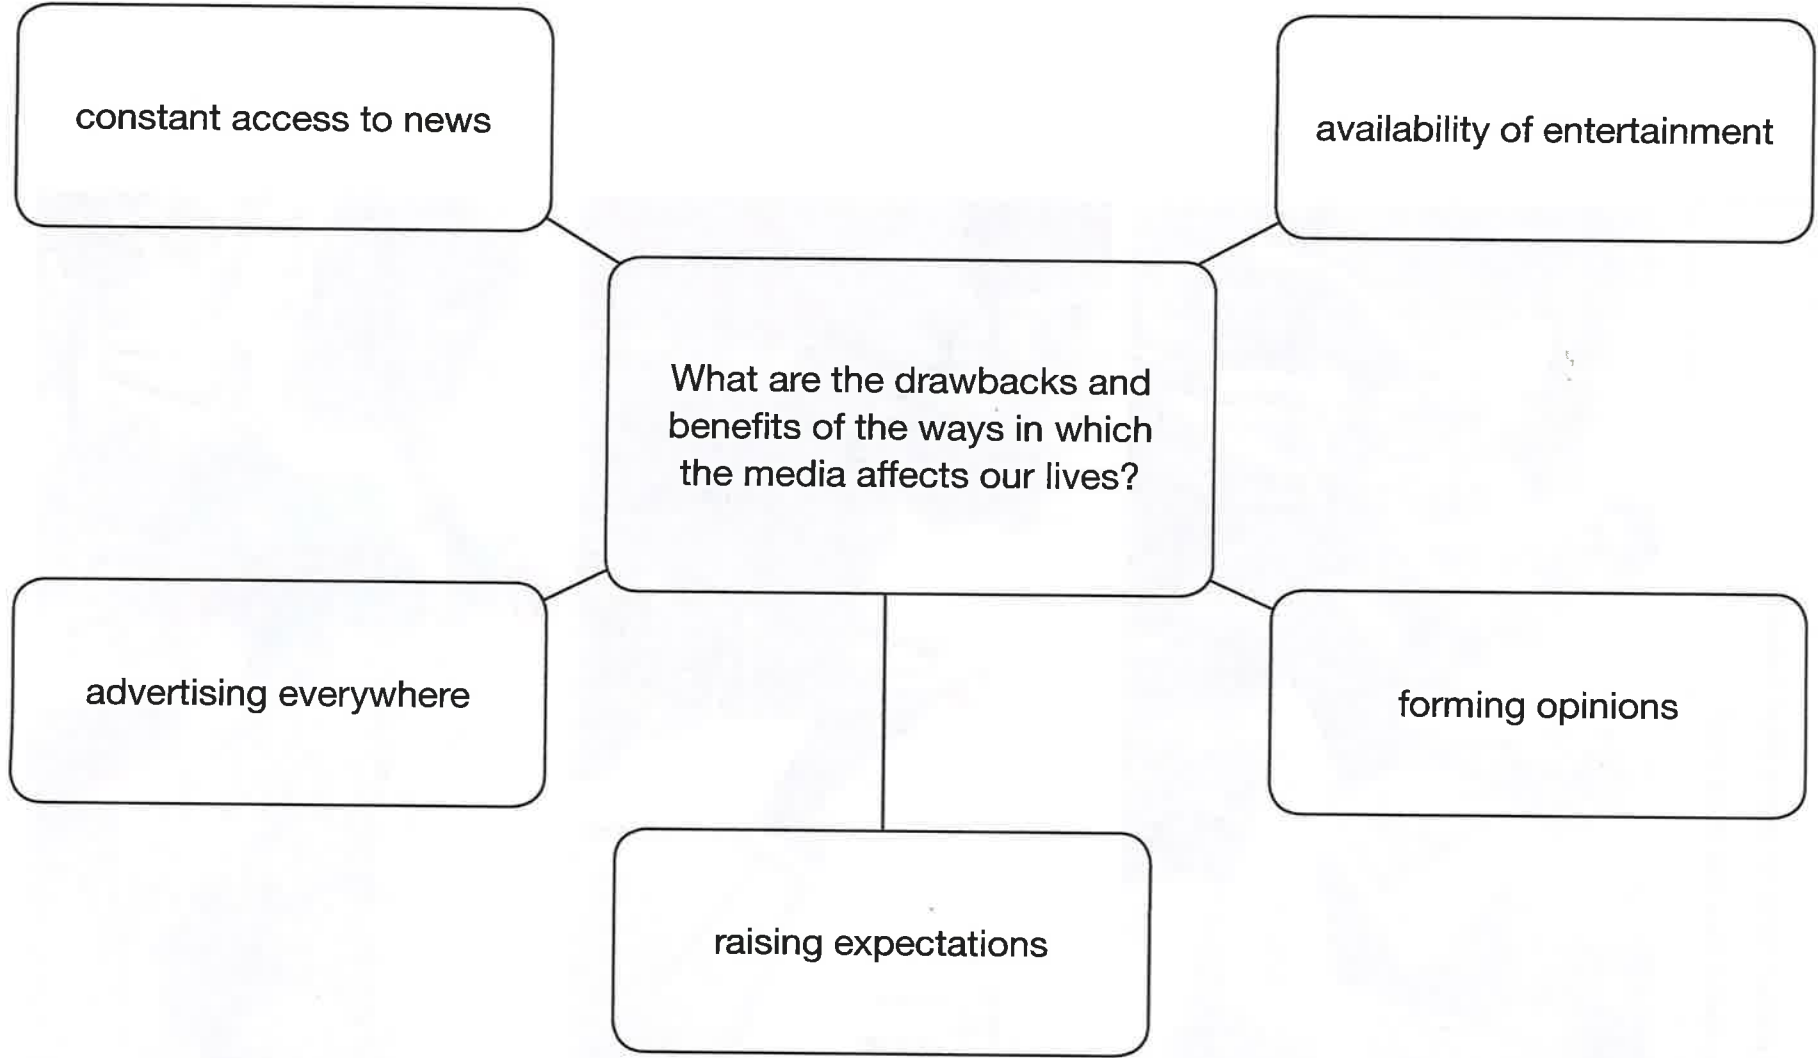 constant access to news
availability of entertainment
What are the drawbacks and
benefits of the ways in which
the media affects our lives?
advertising everywhere
forming opinions
raising expectations